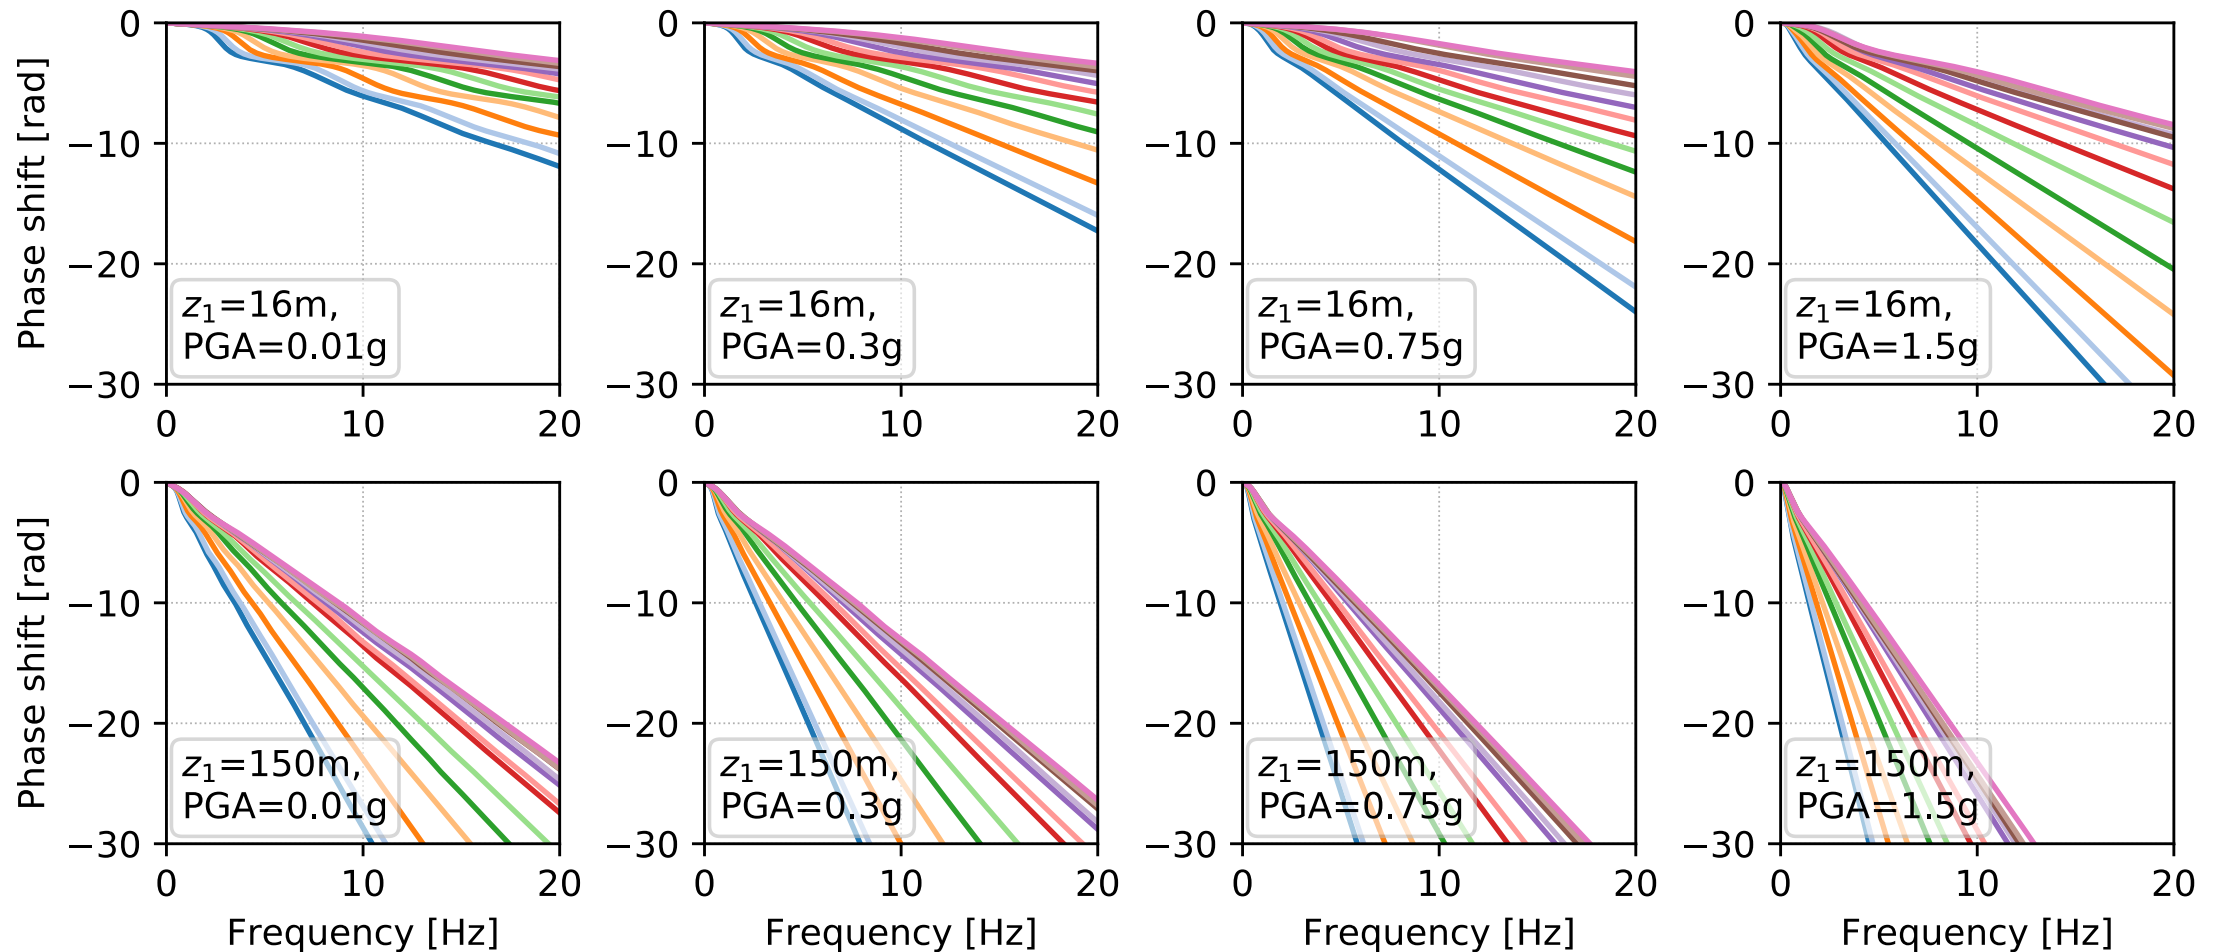 Phase shift [rad]
0
−10
−20
−30
z1=16m,
PGA=0.01g
0 10 20
0
−10
−20
−30
z1=16m,
PGA=0.3g
0 10 20
0
−10
−20
−30
z1=16m,
PGA=0.75g
0 10 20
0
−10
−20
−30
z1=16m,
PGA=1.5g
0 10 20
Phase shift [rad]
0
−10
−20
−30
z1=150m,
PGA=0.01g
0 10 20
Frequency [Hz]
0
−10
−20
−30
z1=150m,
PGA=0.3g
0 10 20
Frequency [Hz]
0
−10
−20
−30
z1=150m,
PGA=0.75g
0 10 20
Frequency [Hz]
0
−10
−20
−30
z1=150m,
PGA=1.5g
0 10 20
Frequency [Hz]